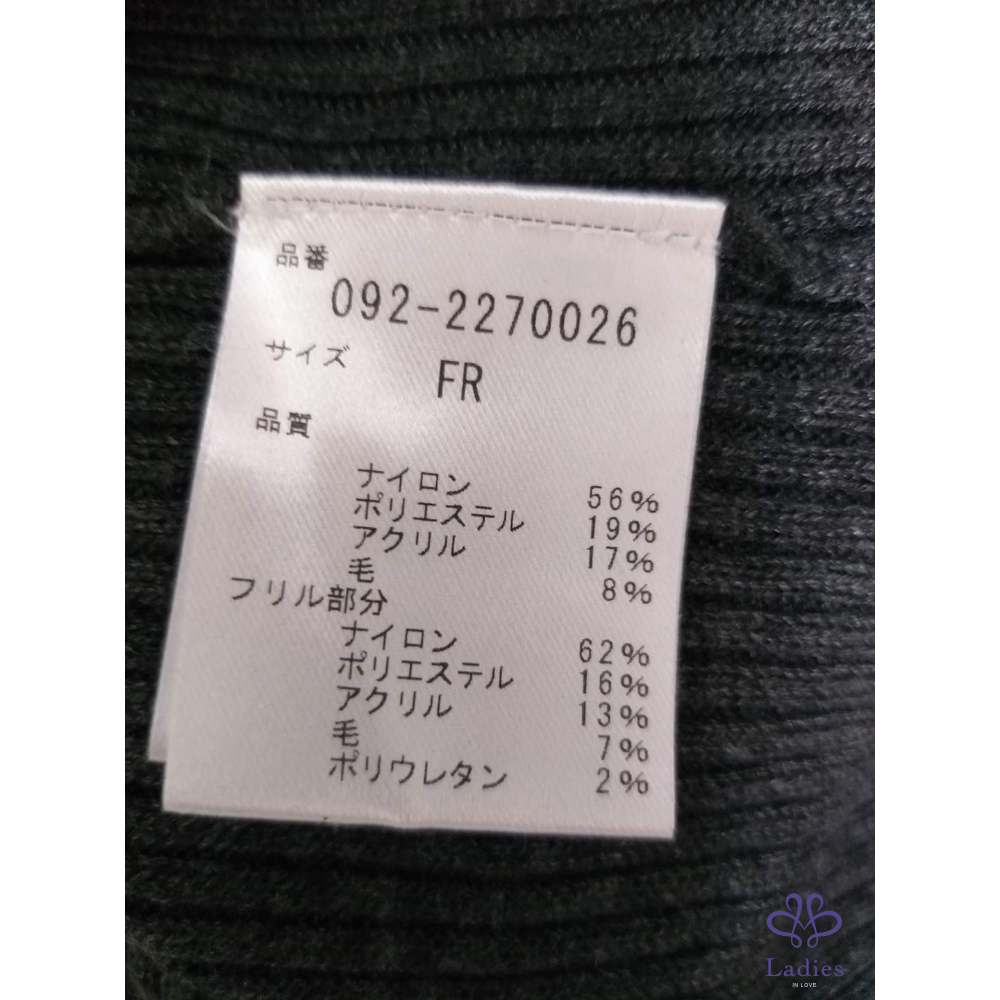 品番
092-2270026
サイズ
FR
品質
ナイロン 56%
ポリエステル 19%
アクリル 17%
毛 8%
フリル部分
ナイロン 62%
ポリエステル 16%
アクリル 13%
毛 7%
ポリウレタン 2%
Ladies
IN LOVE